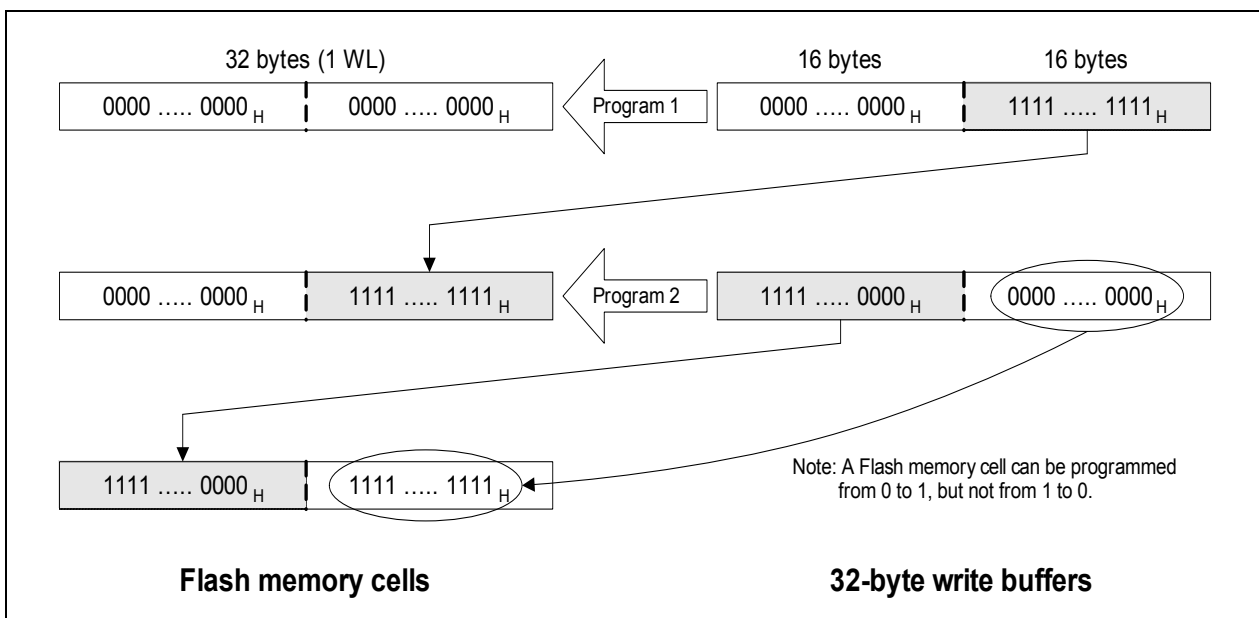 32 bytes (1 WL)
16 bytes
16 bytes
0000 ..... 0000 H
0000 ..... 0000 H
Program 1
0000 ..... 0000 H
1111 ..... 1111 H
0000 ..... 0000 H
1111 ..... 1111 H
Program 2
1111 ..... 0000 H
0000 ..... 0000 H
1111 ..... 0000 H
1111 ..... 1111 H
Note: A Flash memory cell can be programmed
from 0 to 1, but not from 1 to 0.
Flash memory cells
32-byte write buffers